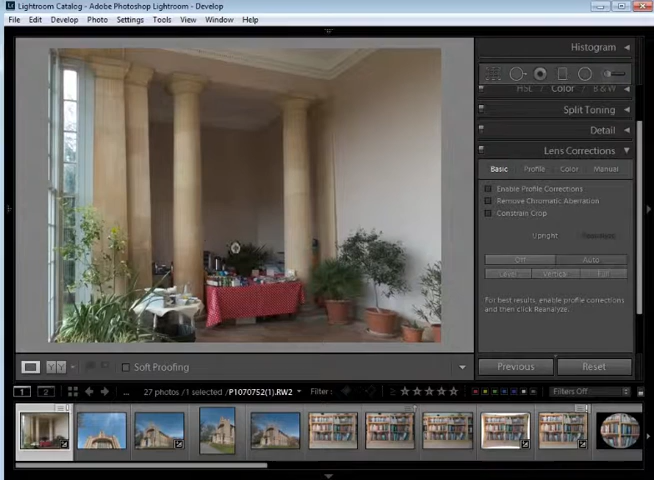 Lightroom Catalog - Adobe Photoshop Lightroom - Develop
File Edit Develop Photo Settings Tools View Window Help
Histogram
HSL / Color / B & W
Split Toning
Detail
Lens Corrections
Basic Profile Color Manual
Enable Profile Corrections
Remove Chromatic Aberration
Constrain Crop
Upright Reanalyze
Off Auto
Level Vertical Full
For best results, enable profile corrections
and then click Reanalyze.
Soft Proofing
Previous Reset
1 2 ... 27 photos /1 selected /P1070752(1).RW2 Filter : Filters Off